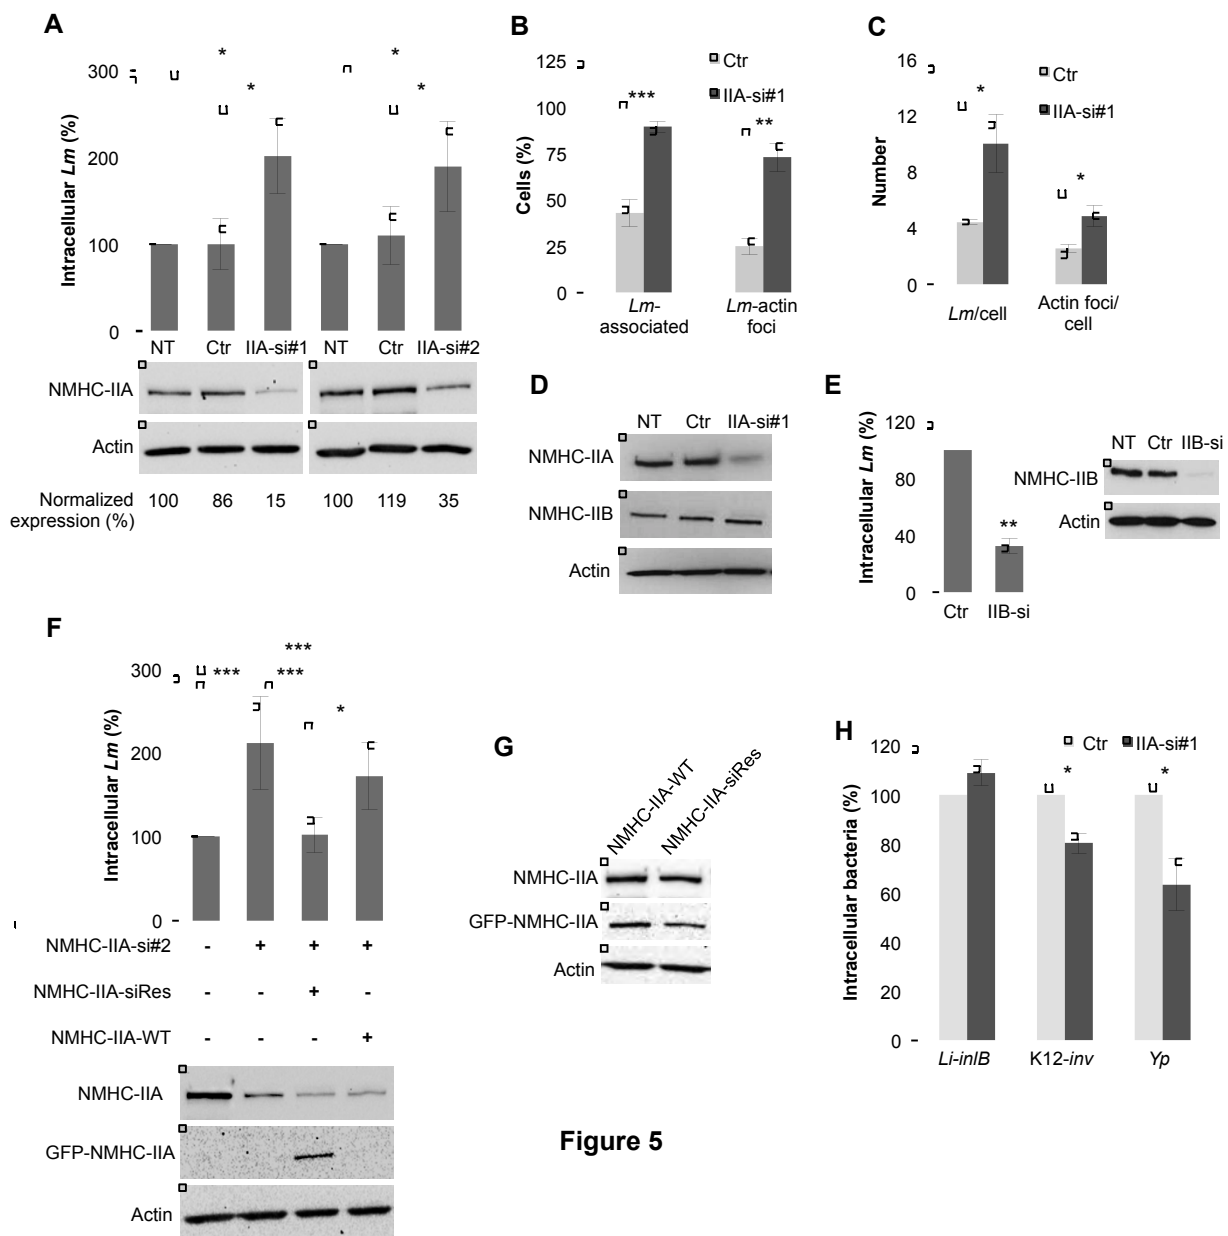 A
Intracellular Lm (%)
300
200
100
0
*
*
*
*
NT Ctr IIA-si#1 NT Ctr IIA-si#2
NMHC-IIA
Actin
Normalized expression (%)
100 86 15 100 119 35
B
Cells (%)
125
100
75
50
25
0
Ctr
IIA-si#1
***
**
Lm-associated
Lm-actin foci
C
Number
16
12
8
4
0
Ctr
IIA-si#1
*
*
Lm/cell
Actin foci/cell
D
NT Ctr IIA-si#1
NMHC-IIA
NMHC-IIB
Actin
E
Intracellular Lm (%)
120
80
40
0
**
Ctr IIB-si
NT Ctr IIB-si
NMHC-IIB
Actin
F
Intracellular Lm (%)
300
200
100
0
***
***
***
*
NMHC-IIA-si#2 - + + +
NMHC-IIA-siRes - - + -
NMHC-IIA-WT - - - +
NMHC-IIA
GFP-NMHC-IIA
Actin
G
NMHC-IIA-WT
NMHC-IIA-siRes
NMHC-IIA
GFP-NMHC-IIA
Actin
H
Intracellular bacteria (%)
120
100
80
60
40
20
0
Ctr IIA-si#1
*
*
Li-inlB K12-inv Yp
Figure 5